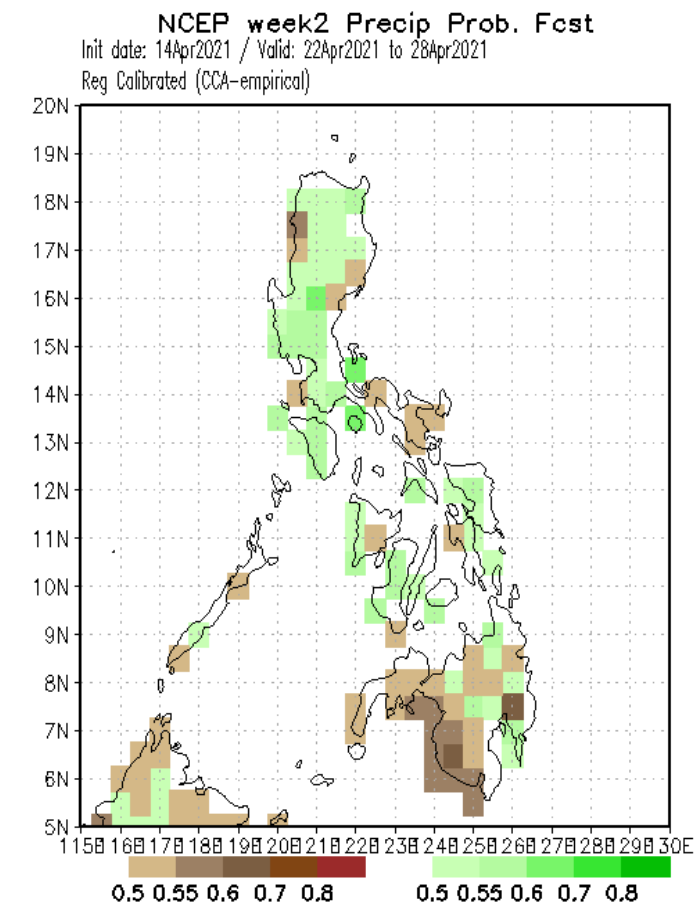 NCEP week2 Precip Prob. Fcst
Init date: 14Apr2021 / Valid: 22Apr2021 to 28Apr2021
Reg Calibrated (CCA-empirical)
20N
19N
18N
17N
16N
15N
14N
13N
12N
11N
10N
9N
8N
7N
6N
5N
115E 116E 117E 118E 119E 120E 121E 122E 123E 124E 125E 126E 127E 128E 129E 130E
0.5 0.55 0.6 0.7 0.8 0.5 0.55 0.6 0.7 0.8